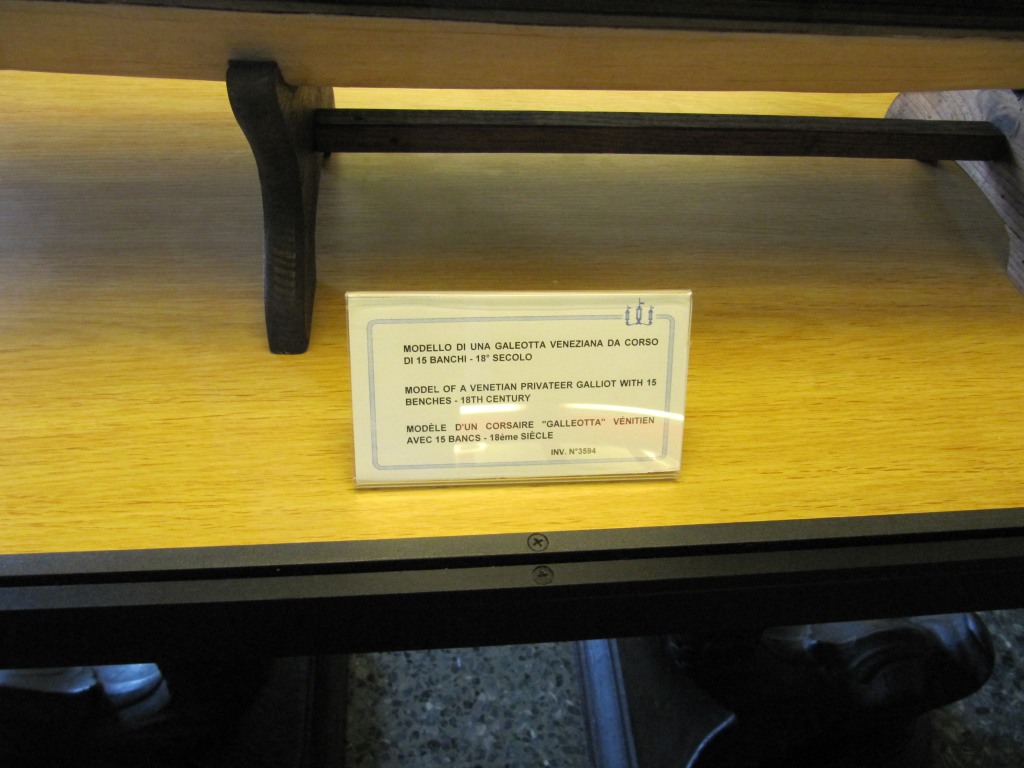 MODELLO DI UNA GALEOTTA VENEZIANA DA CORSO
DI 15 BANCHI - 18° SECOLO
MODEL OF A VENETIAN PRIVATEER GALLIOT WITH 15
BENCHES - 18TH CENTURY
MODÈLE D'UN CORSAIRE "GALLEOTTA" VÉNITIEN
AVEC 15 BANCS - 18éme SIÈCLE
INV. N°3594